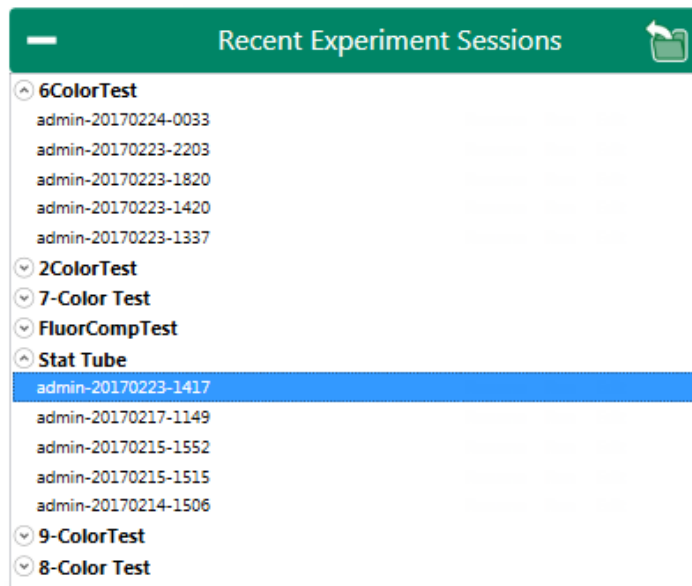 Recent Experiment Sessions
6ColorTest
admin-20170224-0033
admin-20170223-2203
admin-20170223-1820
admin-20170223-1420
admin-20170223-1337
2ColorTest
7-Color Test
FluorCompTest
Stat Tube
admin-20170223-1417
admin-20170217-1149
admin-20170215-1552
admin-20170215-1515
admin-20170214-1506
9-ColorTest
8-Color Test